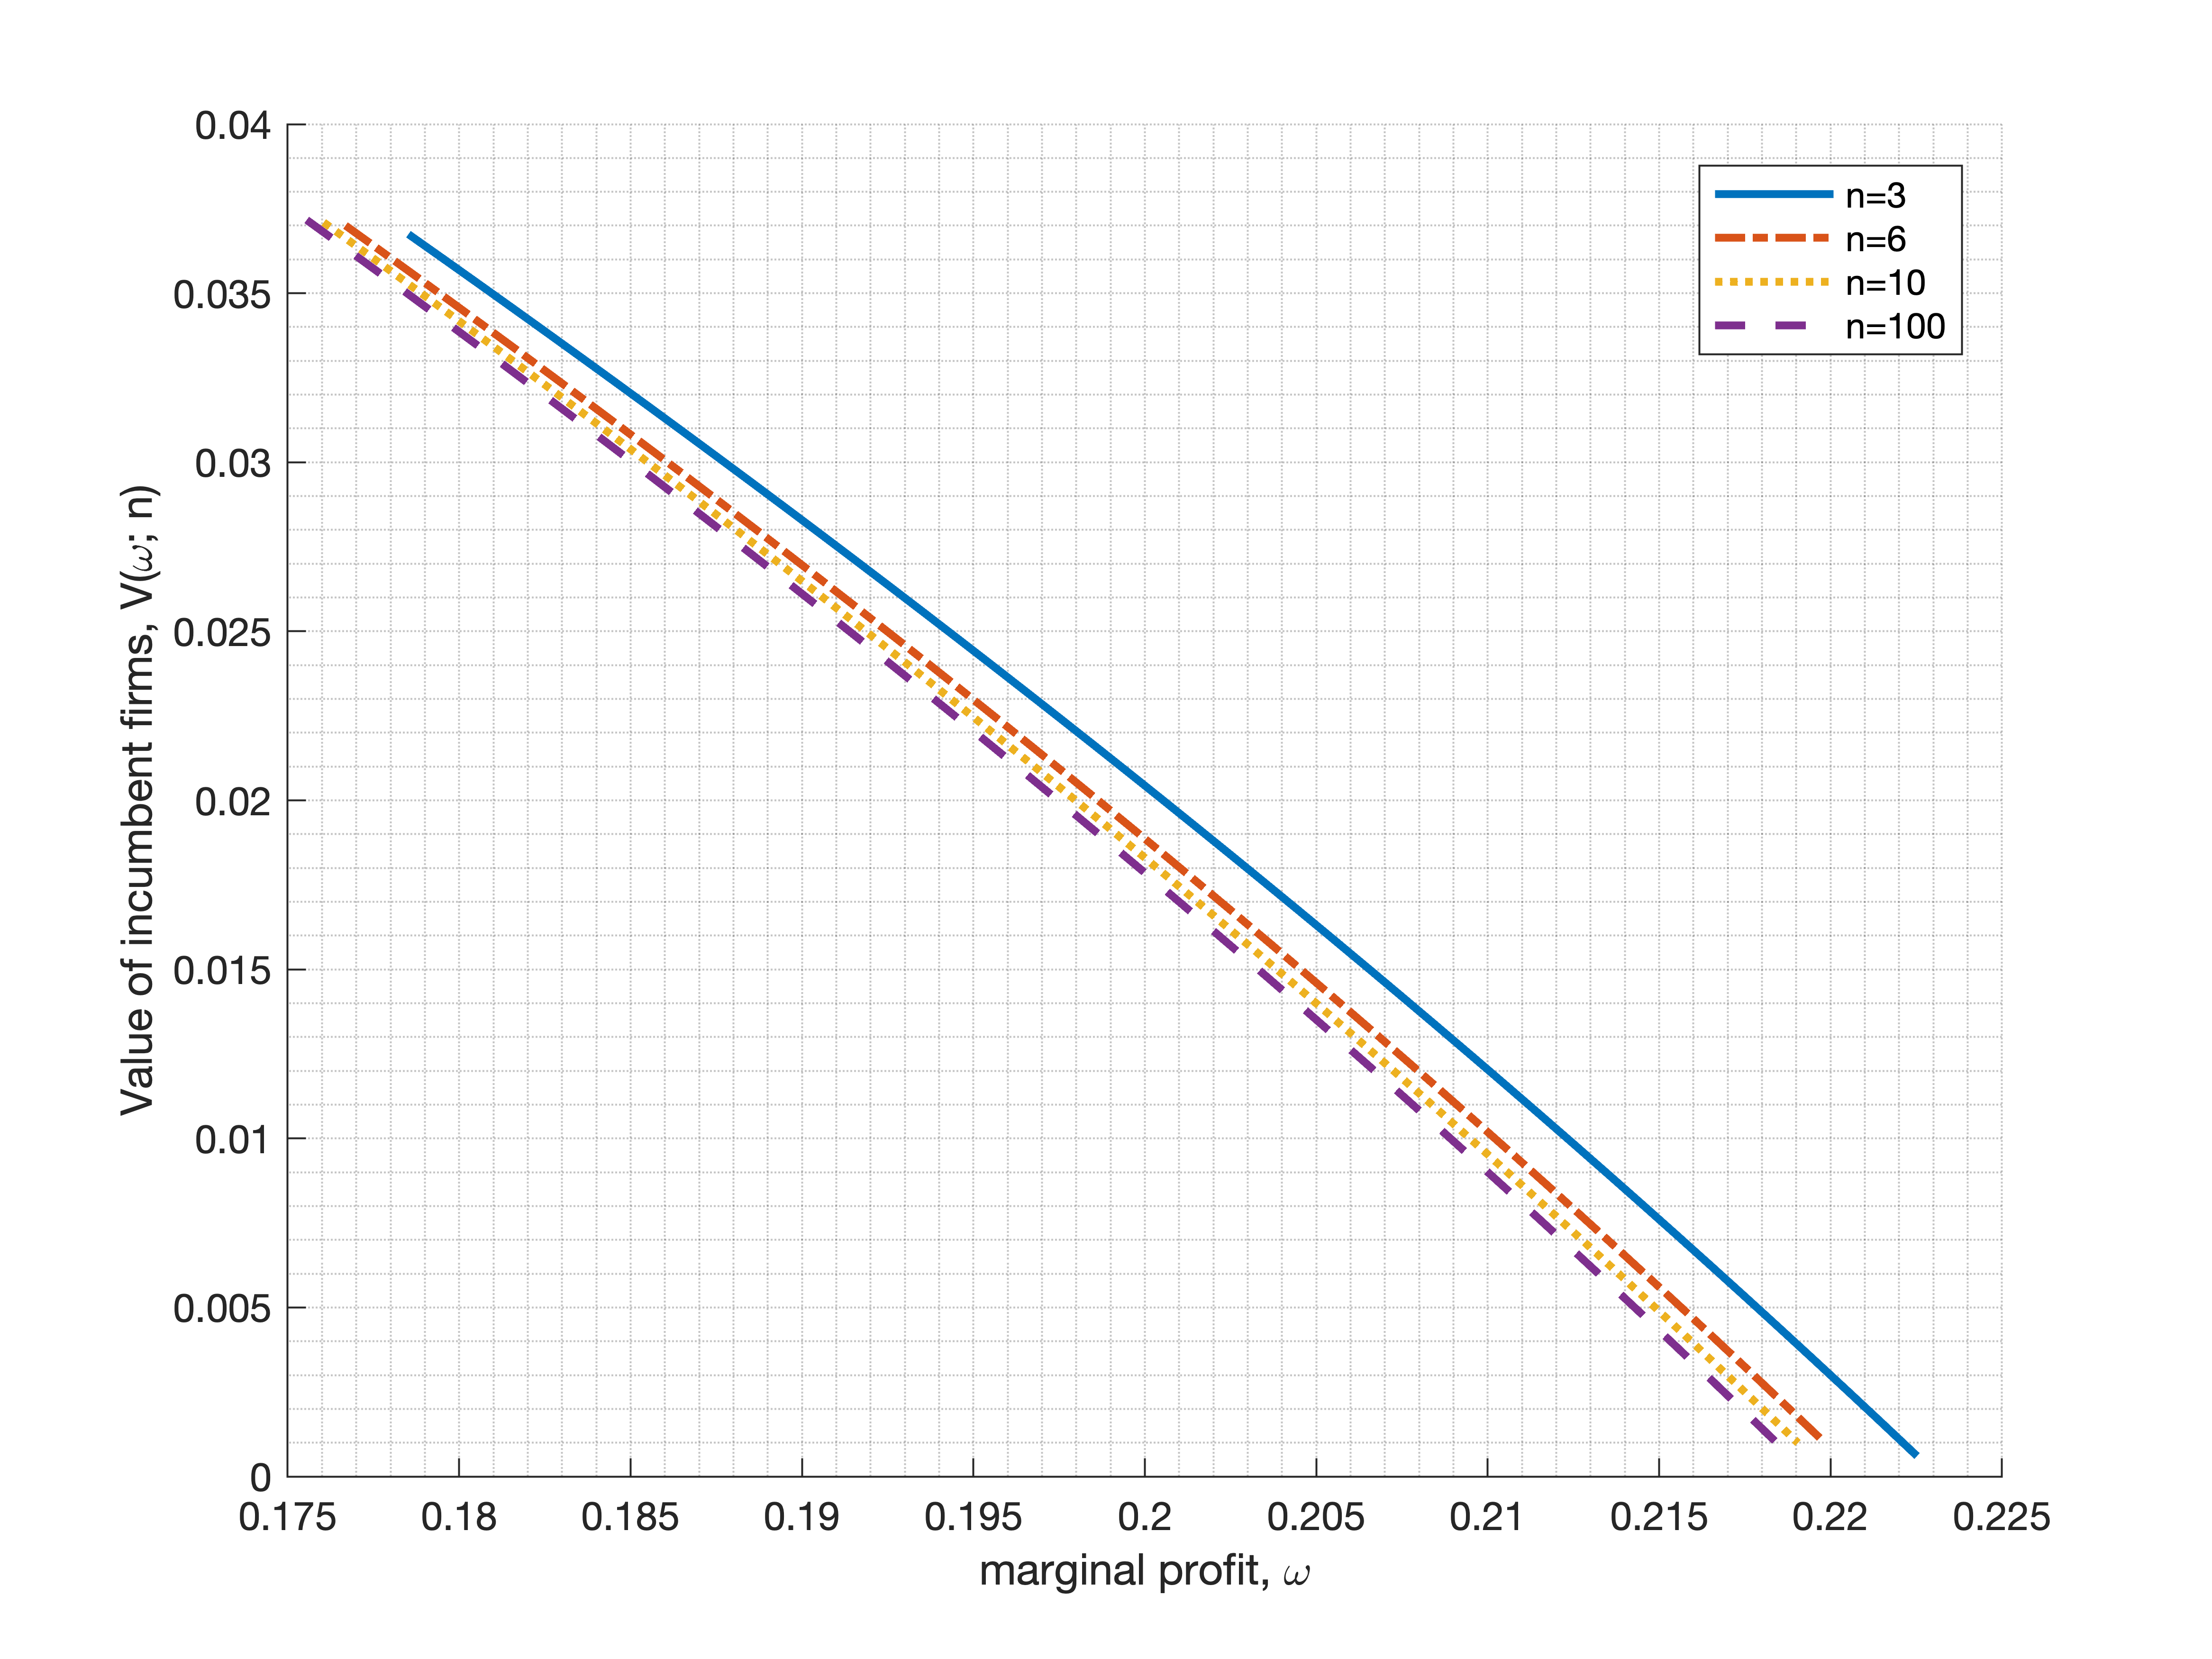 0.04
0.035
0.03
0.025
0.02
0.015
0.01
0.005
0
Value of incumbent firms, V(ω; n)
n=3
n=6
n=10
n=100
0.175 0.18 0.185 0.19 0.195 0.2 0.205 0.21 0.215 0.22 0.225
marginal profit, ω